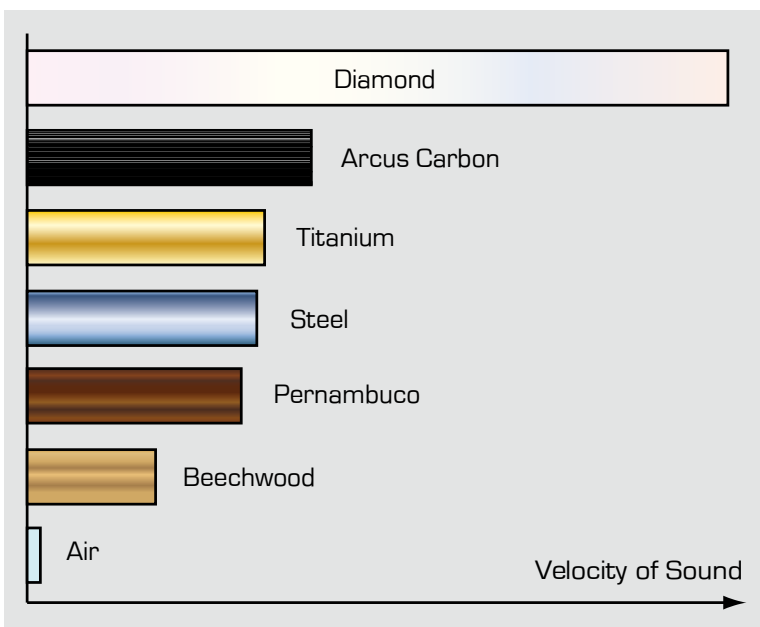 Diamond
Arcus Carbon
Titanium
Steel
Pernambuco
Beechwood
Air
Velocity of Sound